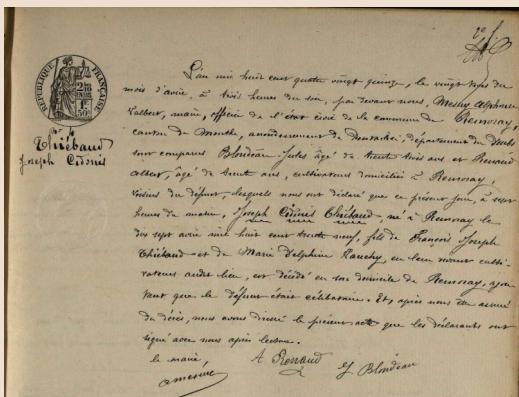 RÉPUBLIQUE FRANÇAISE
Thiébaud
Joseph Cidinis
L'an mil huit cent quatre vingt quinze, le vingt sept du
mois d'avril, à trois heures du soir, par devant nous, Mesny Alphonse
maire, officier de l'état civil de la commune de Remoray,
canton de Mouthe, arrondissement de Pontarlier, département du Doubs
sont comparus Blondeau Jules âgé de trente trois ans et Renaud
Albert, âgé de trente ans, cultivateurs domiciliés à Remoray,
voisins du défunt, lesquels nous ont déclaré que ce présent jour, à sept
heures du matin, Joseph Cidinis Thiébaud, né à Remoray le
dix sept avril mil huit cent trente neuf, fils de François Joseph
Thiébaud et de Marie Delphine en leur vivant culti-
vateurs audit lieu, est décédé en son domicile de Remoray, ajou
tant que le défunt était célibataire. Et, après nous être assuré
du décès, nous avons dressé le présent acte que les déclarants ont
signé avec nous après lecture.
le maire,
A Renaud
J. Blondeau
amesny